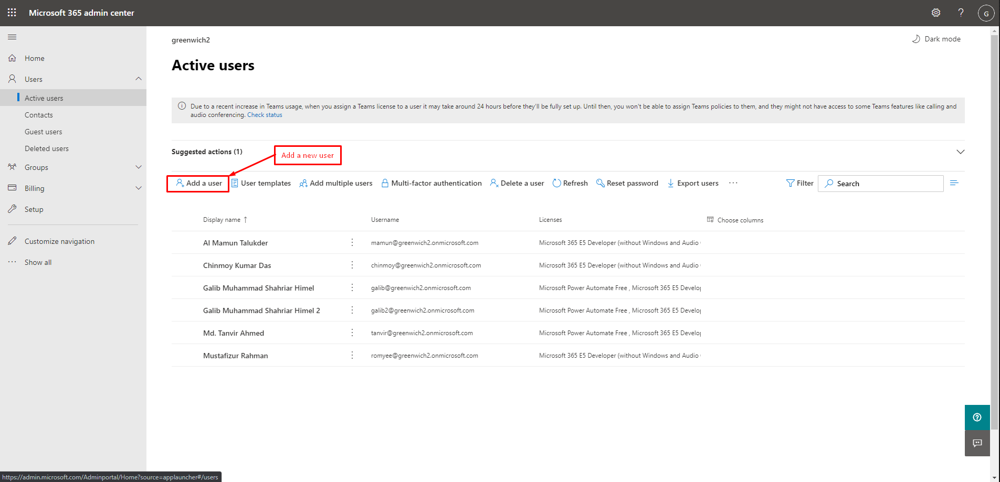 Microsoft 365 admin center
G
greenwich2
Dark mode
Home
Users
Active users
Contacts
Guest users
Deleted users
Groups
Billing
Setup
Customize navigation
Show all
Active users
Due to a recent increase in Teams usage, when you assign a Teams license to a user it may take around 24 hours before they'll be fully set up. Until then, you won't be able to assign Teams policies to them, and they might not have access to some Teams features like calling and
audio conferencing. Check status
Suggested actions (1)
Add a new user
Add a user User templates Add multiple users Multi-factor authentication Delete a user Refresh Reset password Export users ··· Filter Search
Display name ↑ Username Licenses Choose columns
Al Mamun Talukder mamun@greenwich2.onmicrosoft.com Microsoft 365 E5 Developer (without Windows and Audio
Chinmoy Kumar Das chinmoy@greenwich2.onmicrosoft.com Microsoft 365 E5 Developer (without Windows and Audio
Galib Muhammad Shahriar Himel galib@greenwich2.onmicrosoft.com Microsoft Power Automate Free , Microsoft 365 E5 Develop
Galib Muhammad Shahriar Himel 2 galib2@greenwich2.onmicrosoft.com Microsoft Power Automate Free , Microsoft 365 E5 Develop
Md. Tanvir Ahmed tanvir@greenwich2.onmicrosoft.com Microsoft Power Automate Free , Microsoft 365 E5 Develop
Mustafizur Rahman romyee@greenwich2.onmicrosoft.com Microsoft 365 E5 Developer (without Windows and Audio
https://admin.microsoft.com/Adminportal/Home?source=applauncher#/users